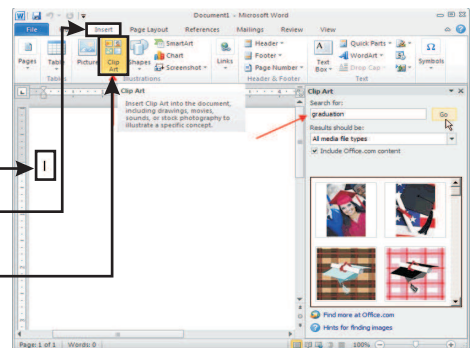 Document1 - Microsoft Word
File Insert Page Layout References Mailings Review View
Pages Table Picture Clip Art Shapes SmartArt Chart Screenshot Links Header Footer Page Number Text Box Quick Parts WordArt Drop Cap Symbols
Tables Illustrations Header & Footer Text
Clip Art
Insert Clip Art into the document,
including drawings, movies,
sounds, or stock photography to
illustrate a specific concept.
Clip Art
Search for:
graduation Go
Results should be:
All media file types
Include Office.com content
Find more at Office.com
Hints for finding images
Page: 1 of 1 Words: 0 100%